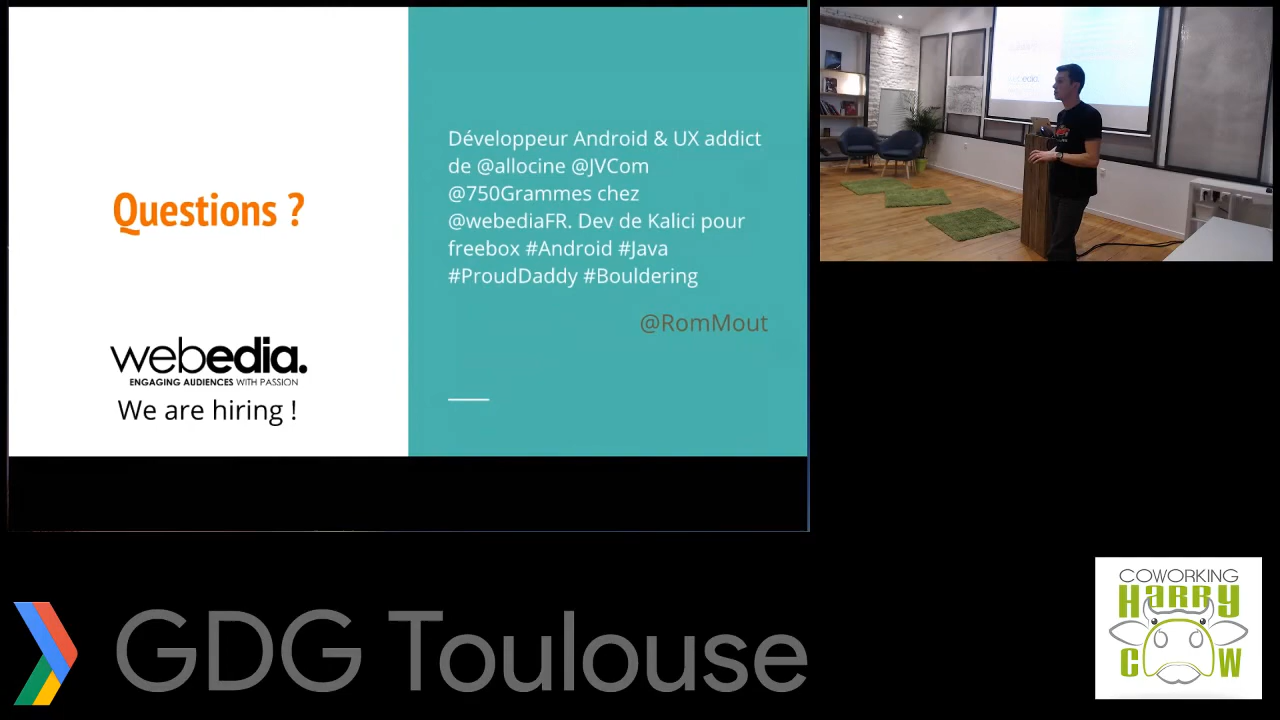 Questions ?
webedia.
ENGAGING AUDIENCES WITH PASSION
We are hiring !
Développeur Android & UX addict
de @allocine @JVCom
@750Grammes chez
@webediaFR. Dev de Kalici pour
freebox #Android #Java
#ProudDaddy #Bouldering
@RomMout
GDG Toulouse
COWORKING
HARRY
COW